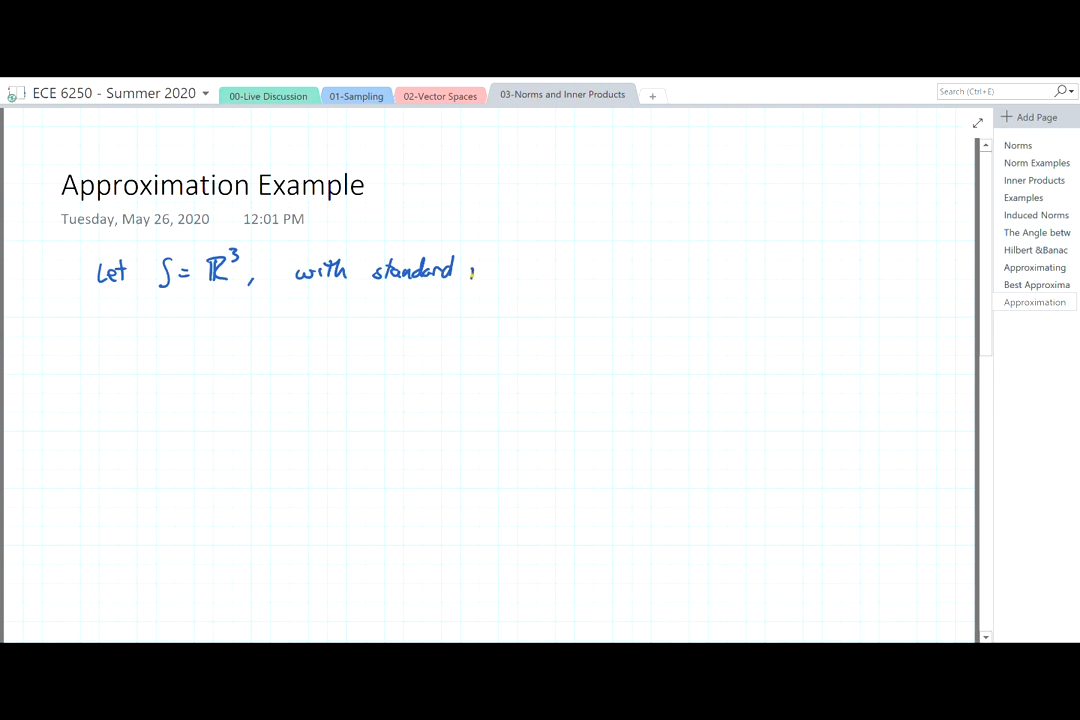 ECE 6250 - Summer 2020
00-Live Discussion
01-Sampling
02-Vector Spaces
03-Norms and Inner Products
+
Search (Ctrl+E)
Add Page
Approximation Example
Tuesday, May 26, 2020 12:01 PM
Let S = ℝ³, with standard
Norms
Norm Examples
Inner Products
Examples
Induced Norms
The Angle betw
Hilbert &Banac
Approximating
Best Approxima
Approximation